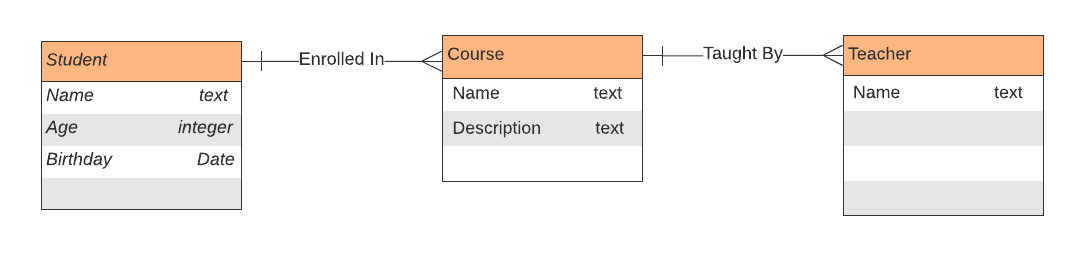 Student
Name text
Age integer
Birthday Date
Enrolled In
Course
Name text
Description text
Taught By
Teacher
Name text